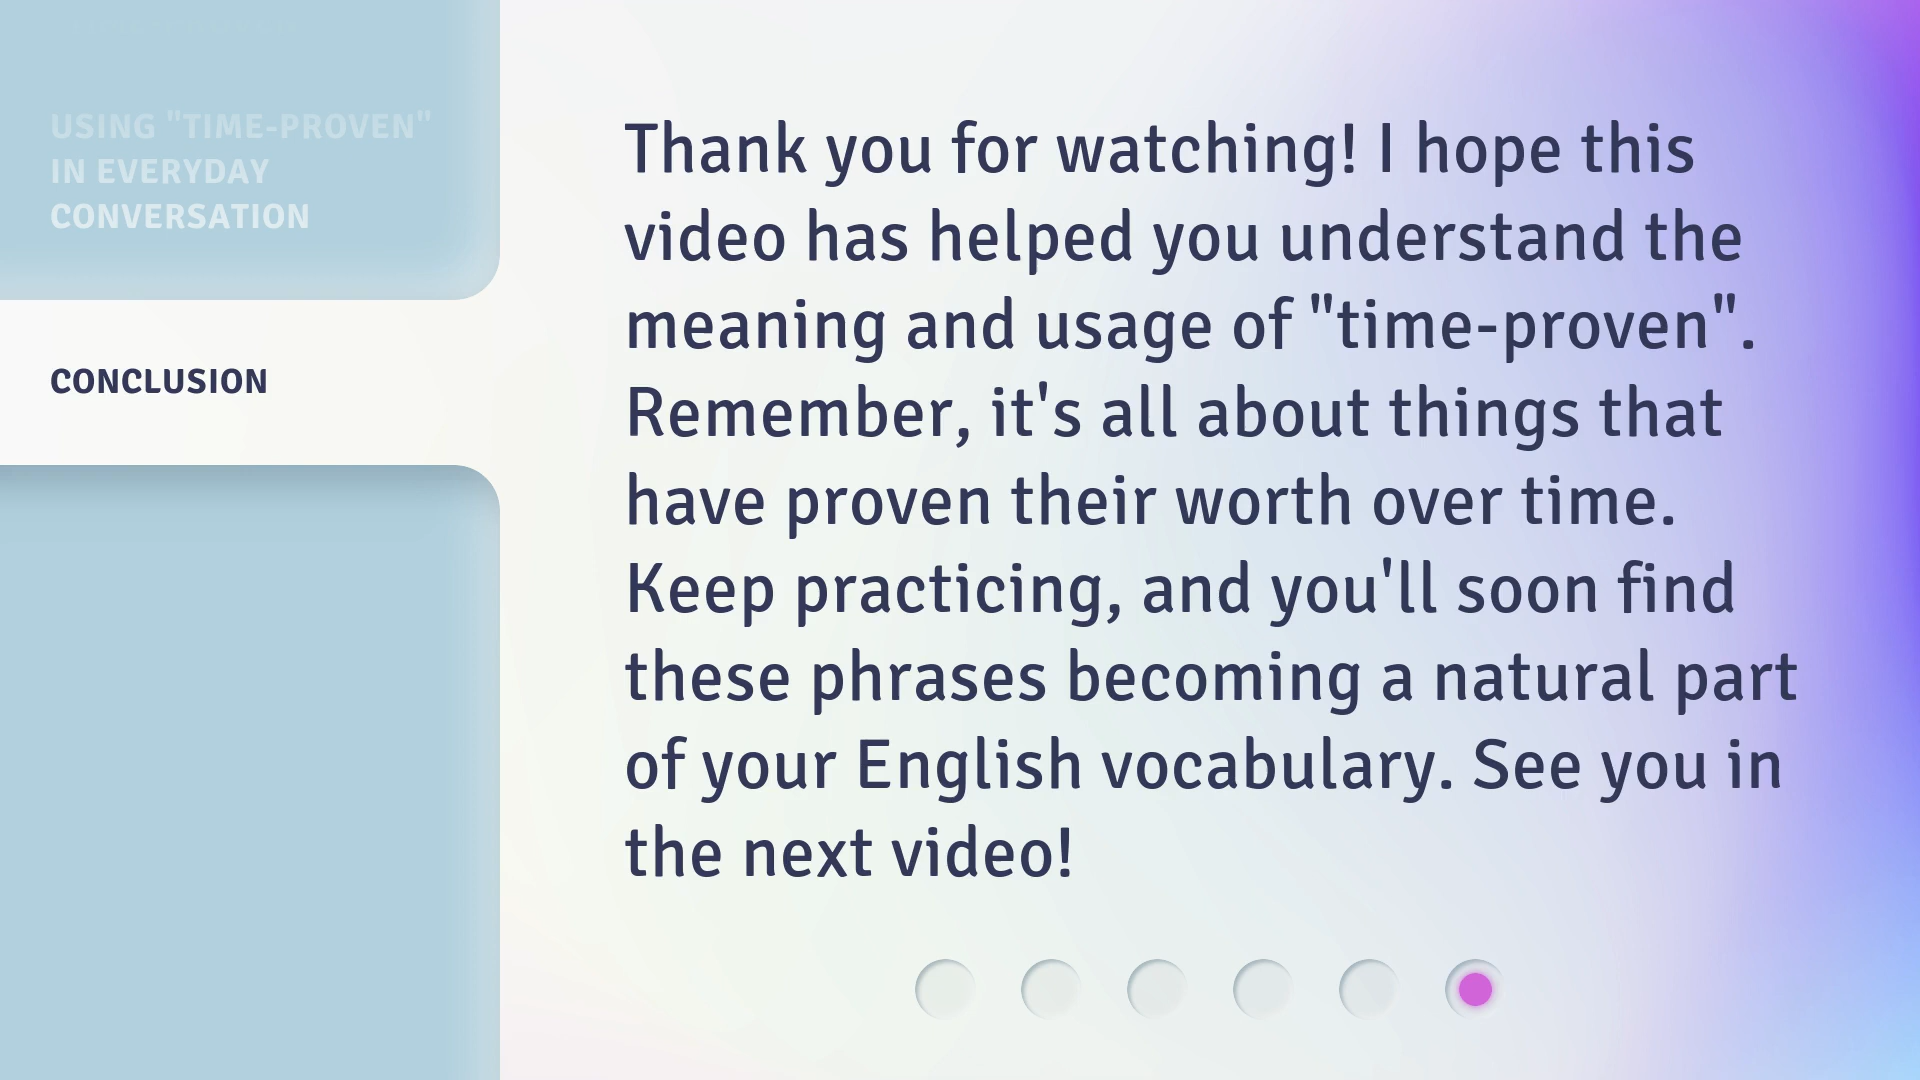 USING "TIME-PROVEN"
IN EVERYDAY
CONVERSATION
CONCLUSION
Thank you for watching! I hope this
video has helped you understand the
meaning and usage of "time-proven".
Remember, it's all about things that
have proven their worth over time.
Keep practicing, and you'll soon find
these phrases becoming a natural part
of your English vocabulary. See you in
the next video!